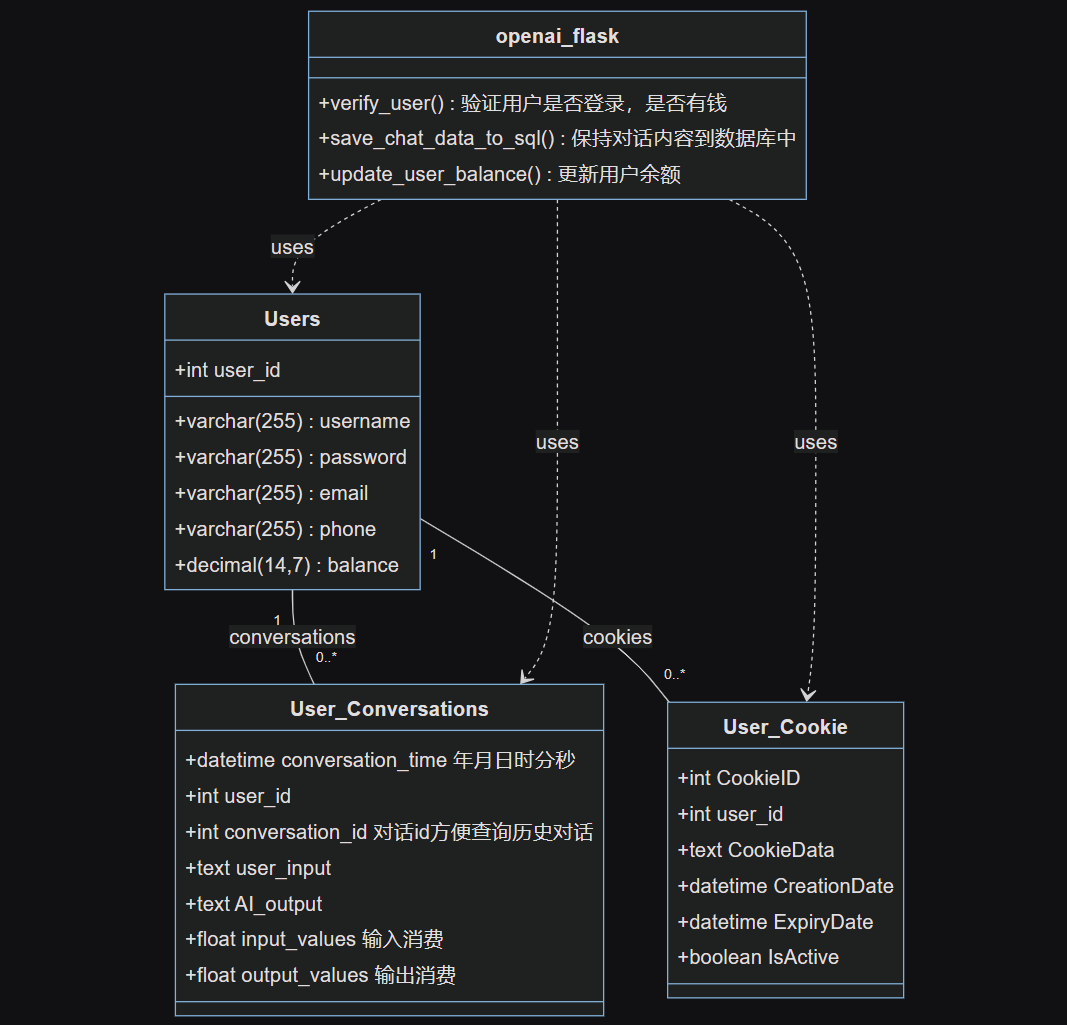 openai_flask
+verify_user() : 验证用户是否登录，是否有钱
+save_chat_data_to_sql() : 保持对话内容到数据库中
+update_user_balance() : 更新用户余额
uses
Users
+int user_id
+varchar(255) : username
+varchar(255) : password
+varchar(255) : email
+varchar(255) : phone
+decimal(14,7) : balance
uses
uses
1
1
conversations
0..*
cookies
0..*
User_Conversations
+datetime conversation_time 年月日时分秒
+int user_id
+int conversation_id 对话id方便查询历史对话
+text user_input
+text AI_output
+float input_values 输入消费
+float output_values 输出消费
User_Cookie
+int CookieID
+int user_id
+text CookieData
+datetime CreationDate
+datetime ExpiryDate
+boolean IsActive